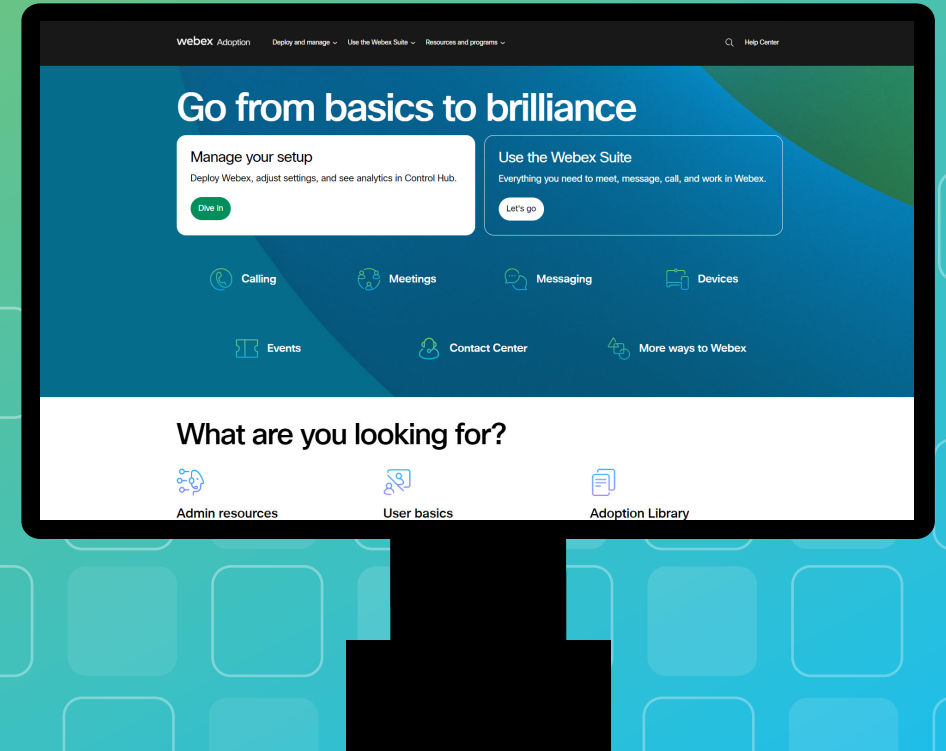 webex Adoption
Deploy and manage
Use the Webex Suite
Resources and programs
Help Center
Go from basics to brilliance
Manage your setup
Deploy Webex, adjust settings, and see analytics in Control Hub.
Dive in
Use the Webex Suite
Everything you need to meet, message, call, and work in Webex.
Let's go
Calling
Meetings
Messaging
Devices
Events
Contact Center
More ways to Webex
What are you looking for?
Admin resources
User basics
Adoption Library